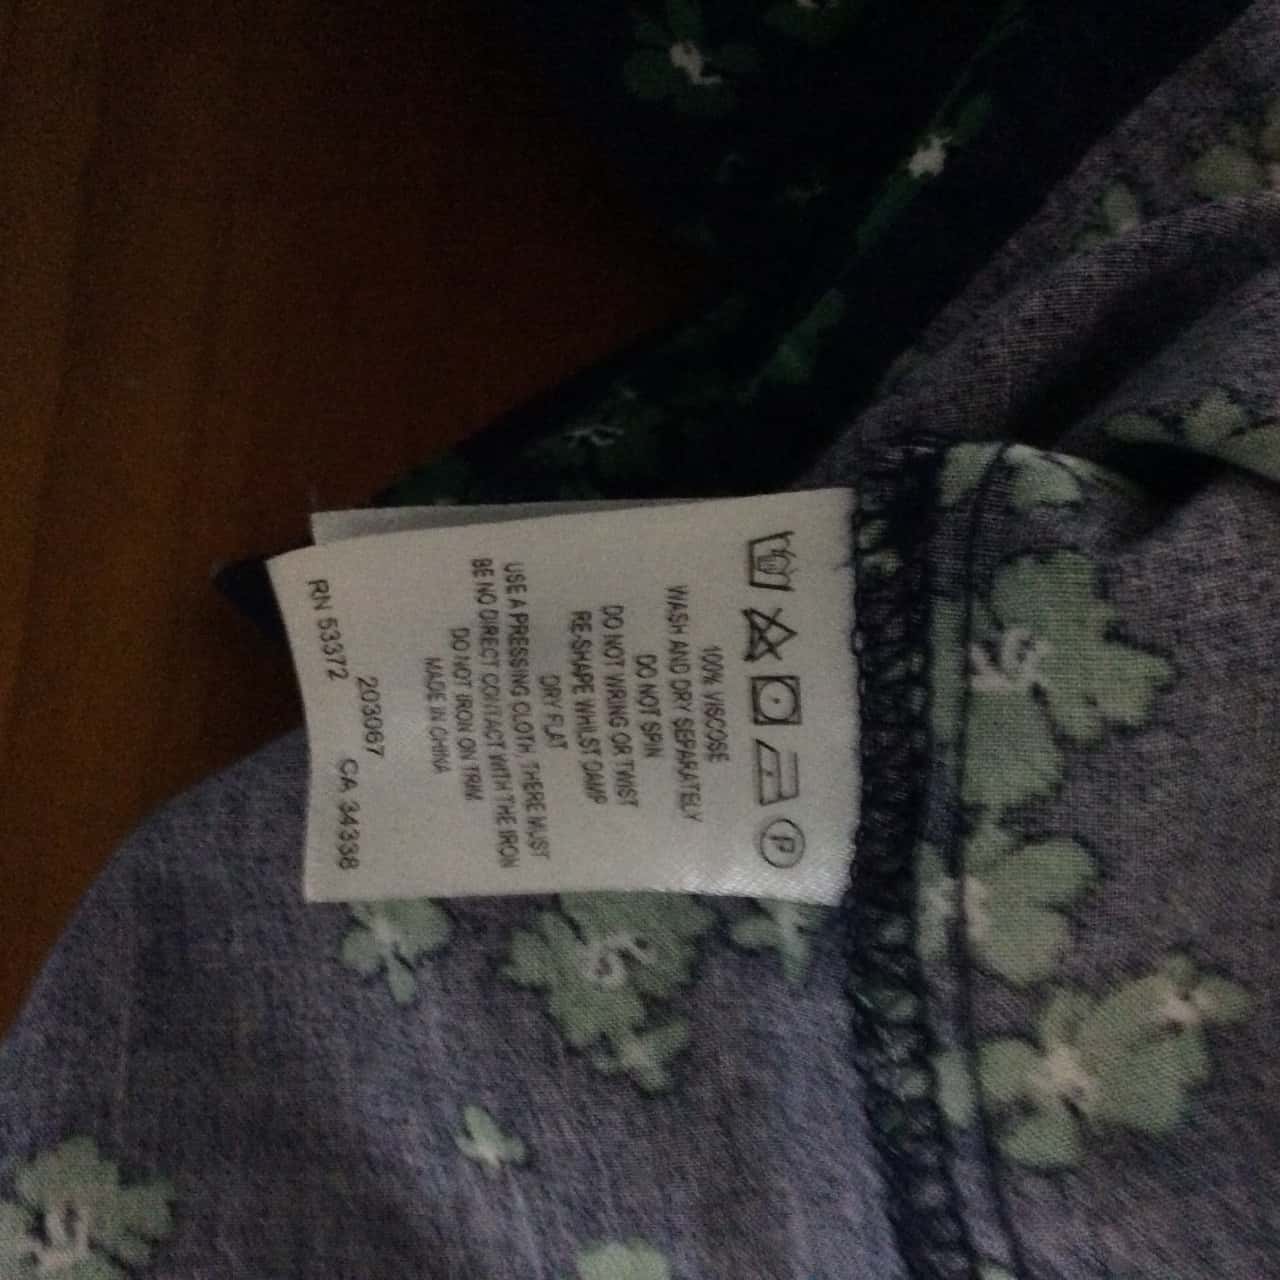 P
100% VISCOSE
WASH AND DRY SEPARATELY
DO NOT SPIN
DO NOT WRING OR TWIST
RE-SHAPE WHILST DAMP
DRY FLAT
USE A PRESSING CLOTH, THERE MUST
BE NO DIRECT CONTACT WITH THE IRON
DO NOT IRON ON TRIM
MADE IN CHINA
203067
RN 53372 CA 34338